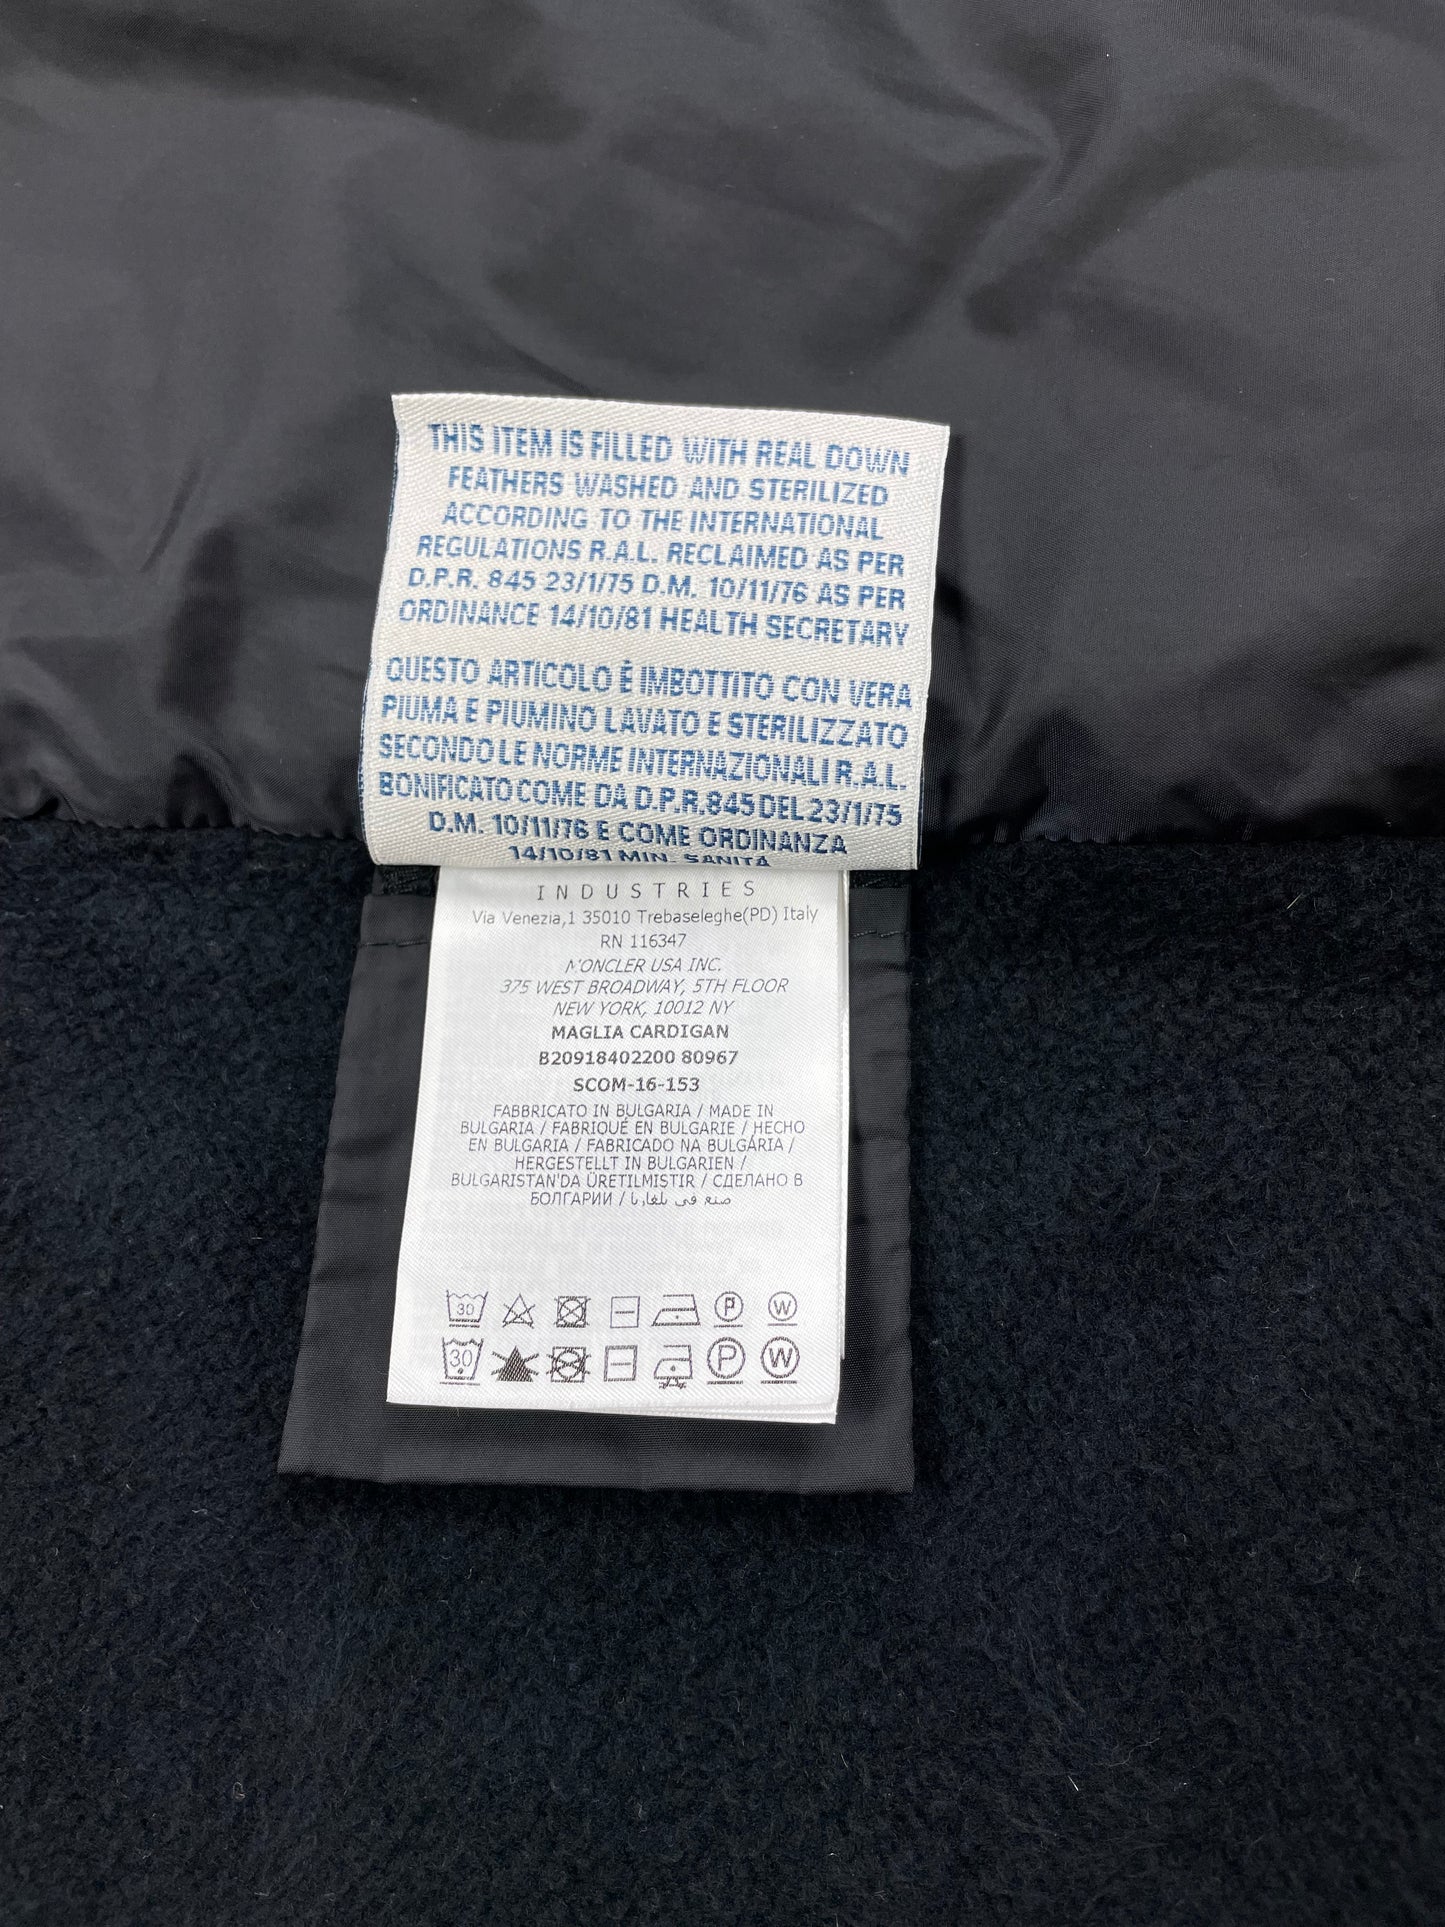 THIS ITEM IS FILLED WITH REAL DOWN
FEATHERS WASHED AND STERILIZED
ACCORDING TO THE INTERNATIONAL
REGULATIONS R.A.L. RECLAIMED AS PER
D.P.R. 845 23/1/75 D.M. 10/11/76 AS PER
ORDINANCE 14/10/81 HEALTH SECRETARY
QUESTO ARTICOLO É IMBOTTITO CON VERA
PIUMA E PIUMINO LAVATO E STERILIZZATO
SECONDO LE NORME INTERNAZIONALI R.A.L.
BONIFICATO COME DA D.P.R.845 DEL 23/1/75
D.M. 10/11/76 E COME ORDINANZA
14/10/81 MIN. SANITÀ
INDUSTRIES
Via Venezia,1 35010 Trebaseleghe(PD) Italy
RN 116347
MONCLER USA INC.
375 WEST BROADWAY, 5TH FLOOR
NEW YORK, 10012 NY
MAGLIA CARDIGAN
B20918402200 80967
SCOM-16-153
FABBRICATO IN BULGARIA / MADE IN
BULGARIA / FABRIQUÉ EN BULGARIE / HECHO
EN BULGARIA / FABRICADO NA BULGÁRIA /
HERGESTELLT IN BULGARIEN /
BULGARISTAN'DA ÜRETILMISTIR / СДЕЛАНО В
БОЛГАРИИ / صنع في بلغاريا
30 P W
30 P W